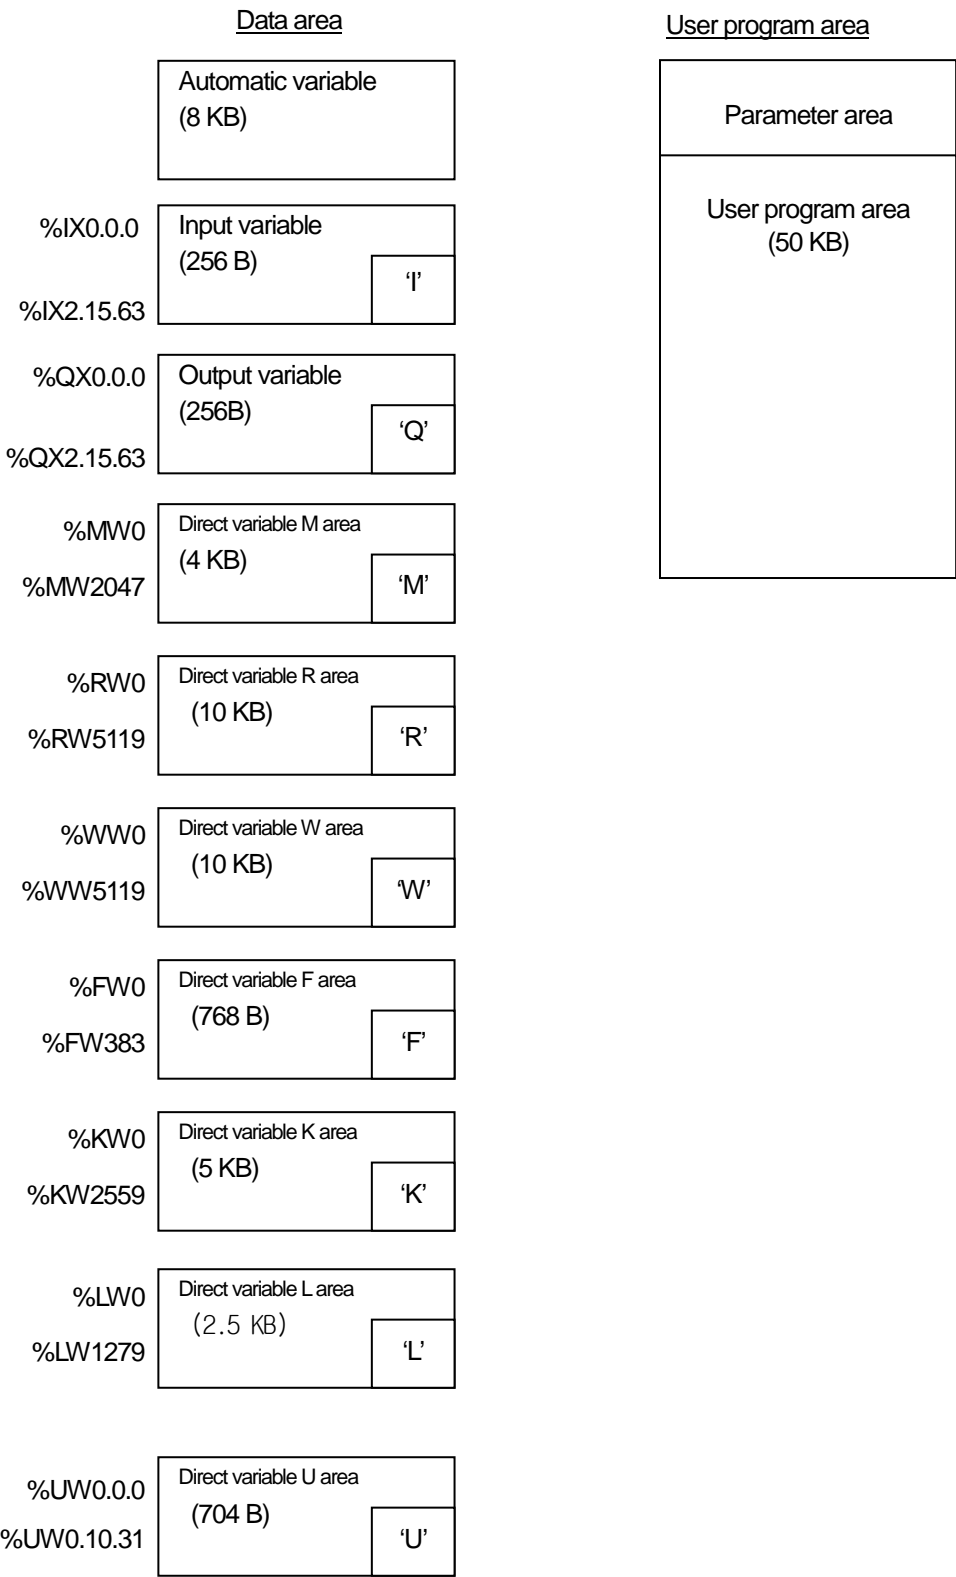 Data area
User program area
Automatic variable
(8 KB)
Parameter area
User program area
(50 KB)
%IX0.0.0
Input variable
(256 B)
‘I’
%IX2.15.63
%QX0.0.0
Output variable
(256B)
‘Q’
%QX2.15.63
%MW0
Direct variable M area
(4 KB)
%MW2047
‘M’
%RW0
Direct variable R area
(10 KB)
%RW5119
‘R’
%WW0
Direct variable W area
(10 KB)
%WW5119
‘W’
%FW0
Direct variable F area
(768 B)
%FW383
‘F’
%KW0
Direct variable K area
(5 KB)
%KW2559
‘K’
%LW0
Direct variable L area
(2.5 KB)
%LW1279
‘L’
%UW0.0.0
Direct variable U area
(704 B)
%UW0.10.31
‘U’